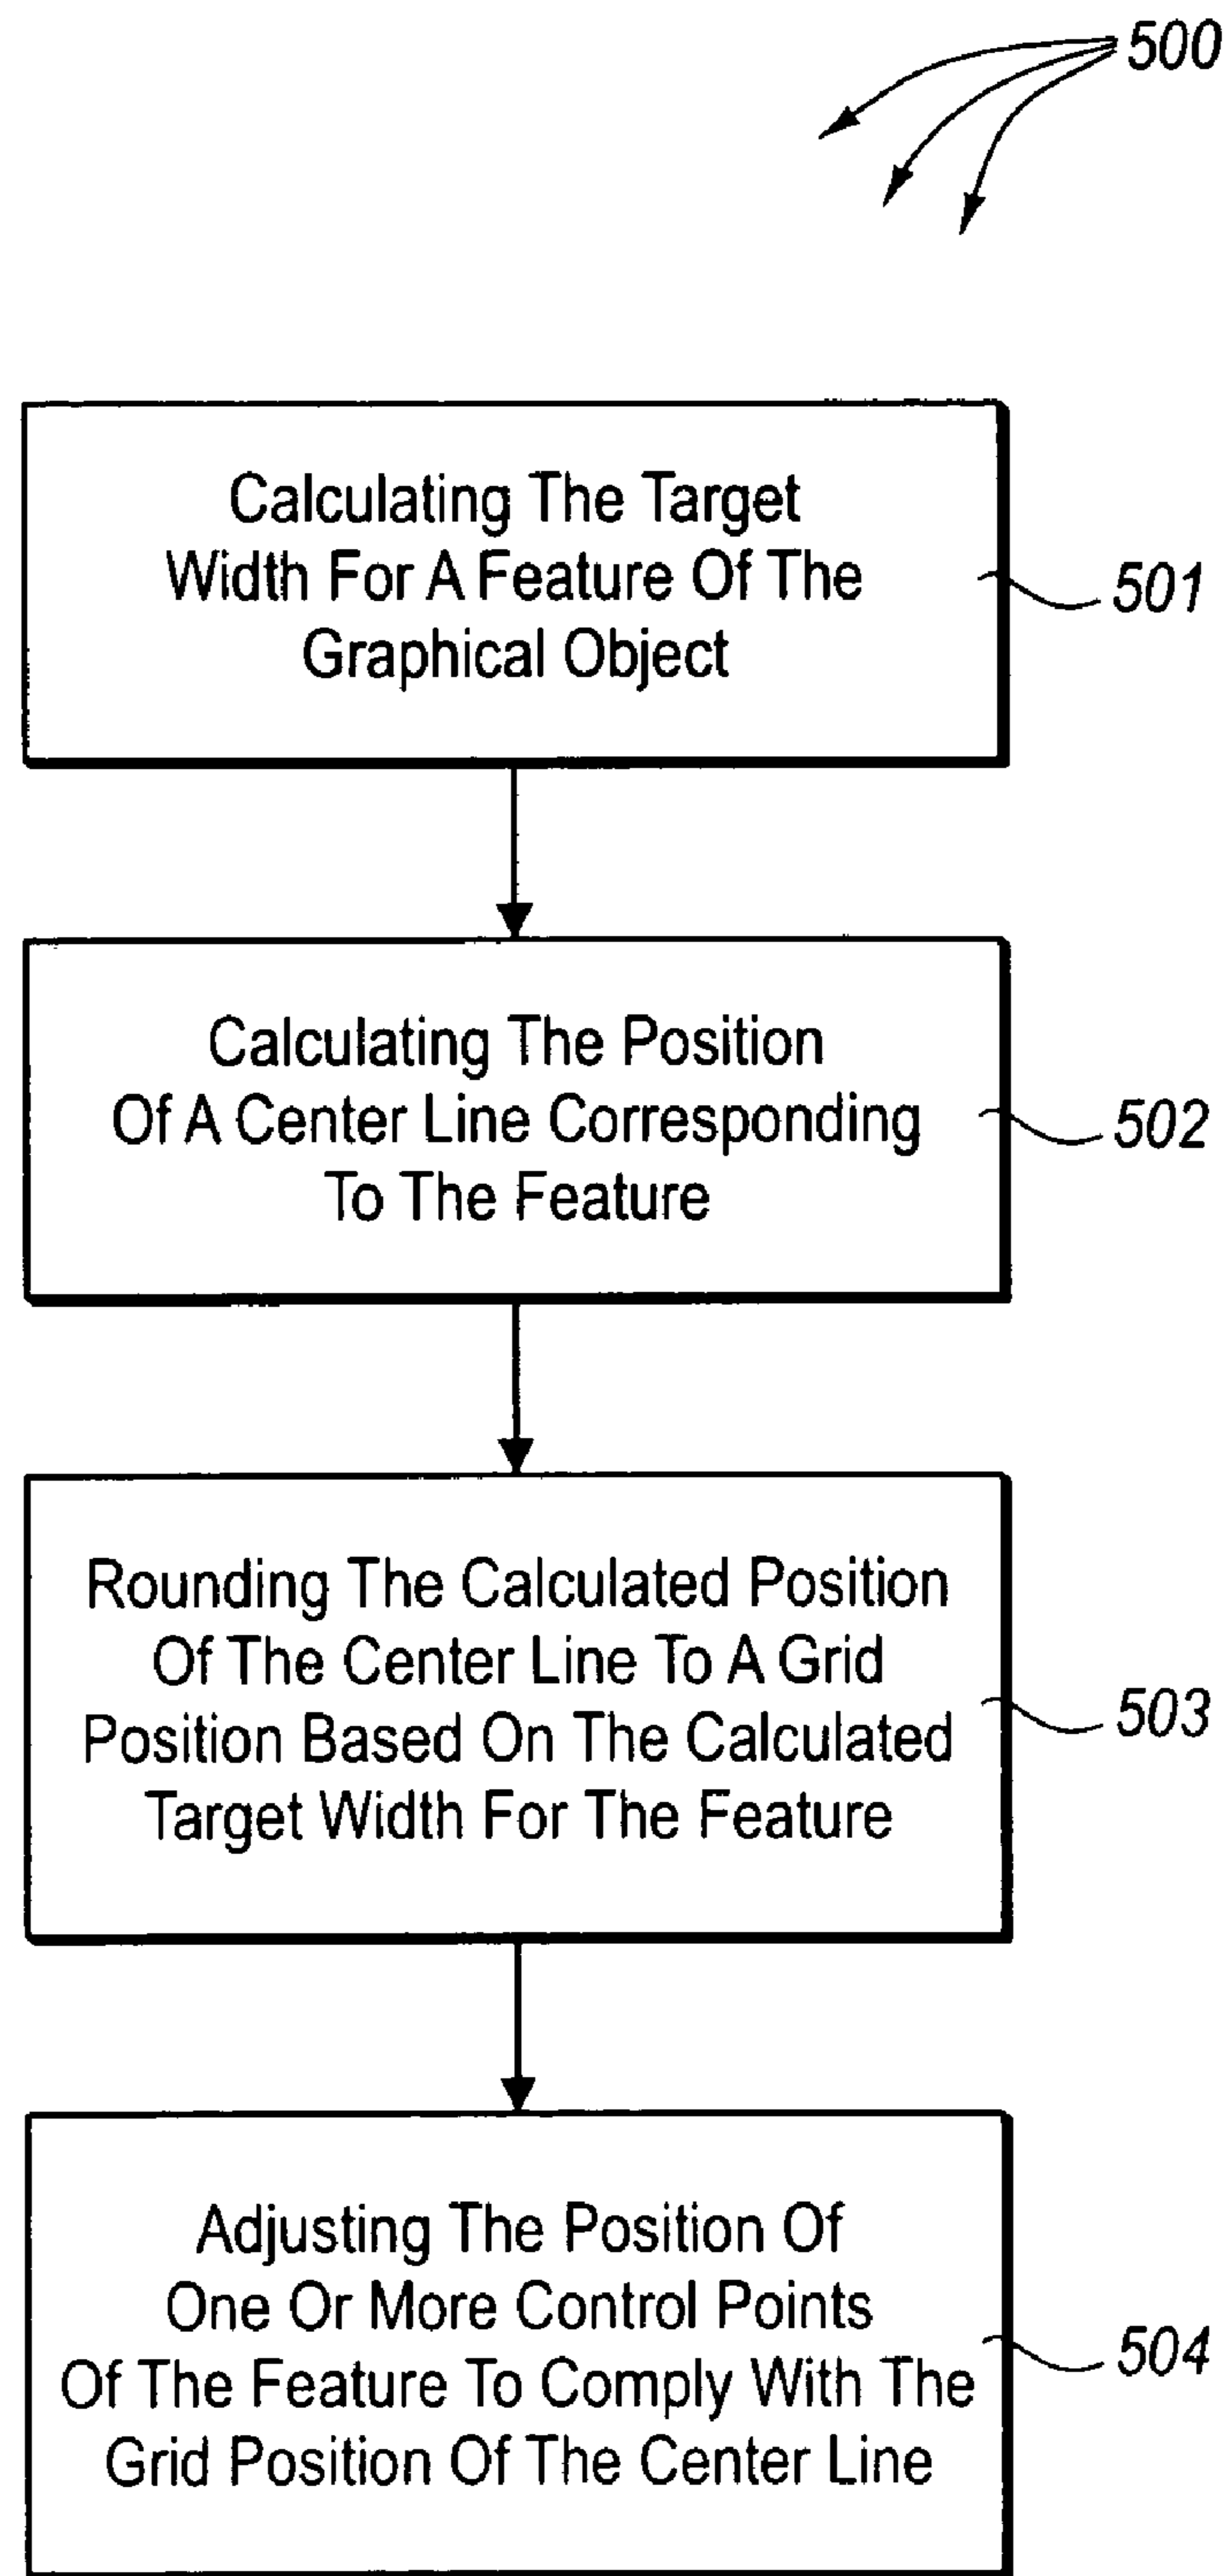 500
Calculating The Target
Width For A Feature Of The
Graphical Object
501
Calculating The Position
Of A Center Line Corresponding
To The Feature
502
Rounding The Calculated Position
Of The Center Line To A Grid
Position Based On The Calculated
Target Width For The Feature
503
Adjusting The Position Of
One Or More Control Points
Of The Feature To Comply With The
Grid Position Of The Center Line
504